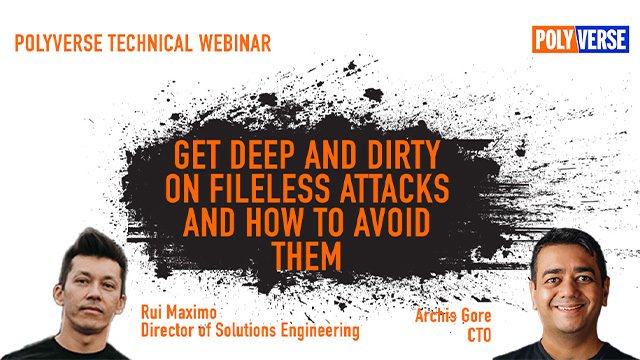 POLYVERSE TECHNICAL WEBINAR
POLYVERSE
GET DEEP AND DIRTY
ON FILELESS ATTACKS
AND HOW TO AVOID
THEM
Rui Maximo
Director of Solutions Engineering
Archis Gore
CTO